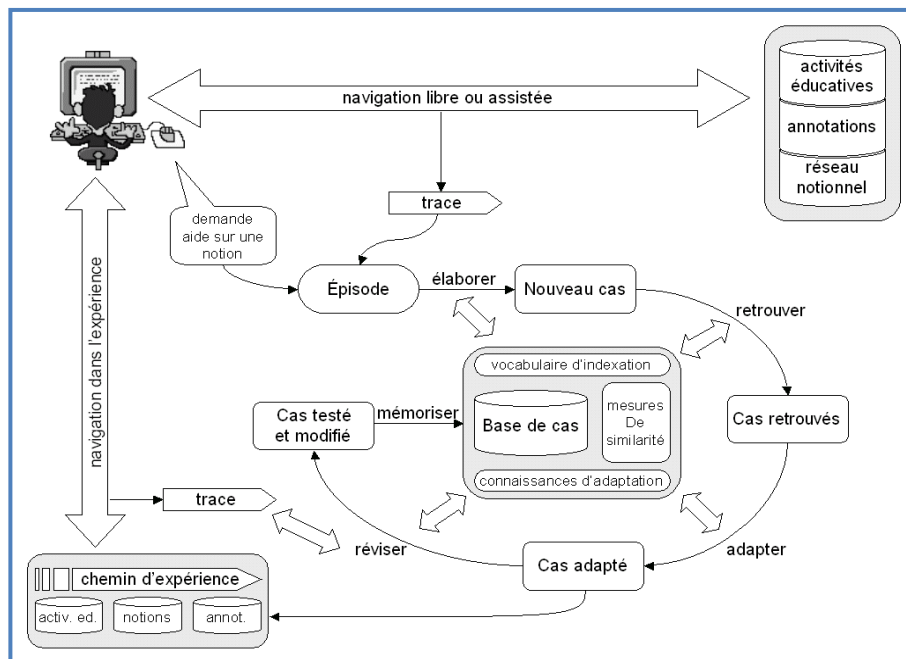 activités
éducatives
annotations
réseau
notionnel
navigation libre ou assistée
trace
demande
aide sur une
notion
Épisode
élaborer
Nouveau cas
retrouver
navigation dans l'expérience
vocabulaire d'indexation
Base de cas
mesures
De
similarité
connaissances d'adaptation
Cas testé
et modifié
mémoriser
Cas retrouvés
trace
réviser
Cas adapté
adapter
chemin d'expérience
activ. ed.
notions
annot.